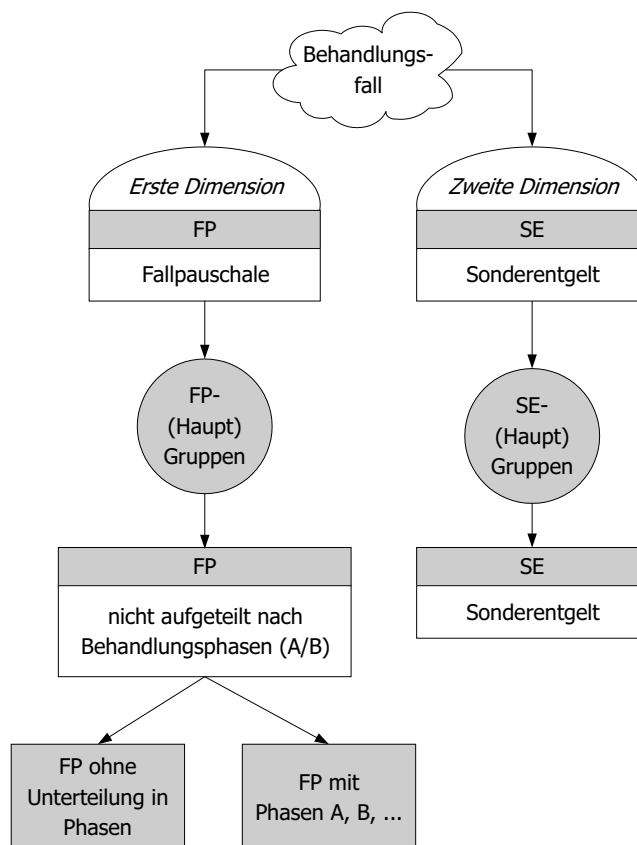 Behandlungs-
fall
Erste Dimension
FP
Fallpauschale
FP-
(Haupt)
Gruppen
FP
nicht aufgeteilt nach
Behandlungsphasen (A/B)
FP ohne
Unterteilung in
Phasen
FP mit
Phasen A, B, ...
Zweite Dimension
SE
Sonderentgelt
SE-
(Haupt)
Gruppen
SE
Sonderentgelt